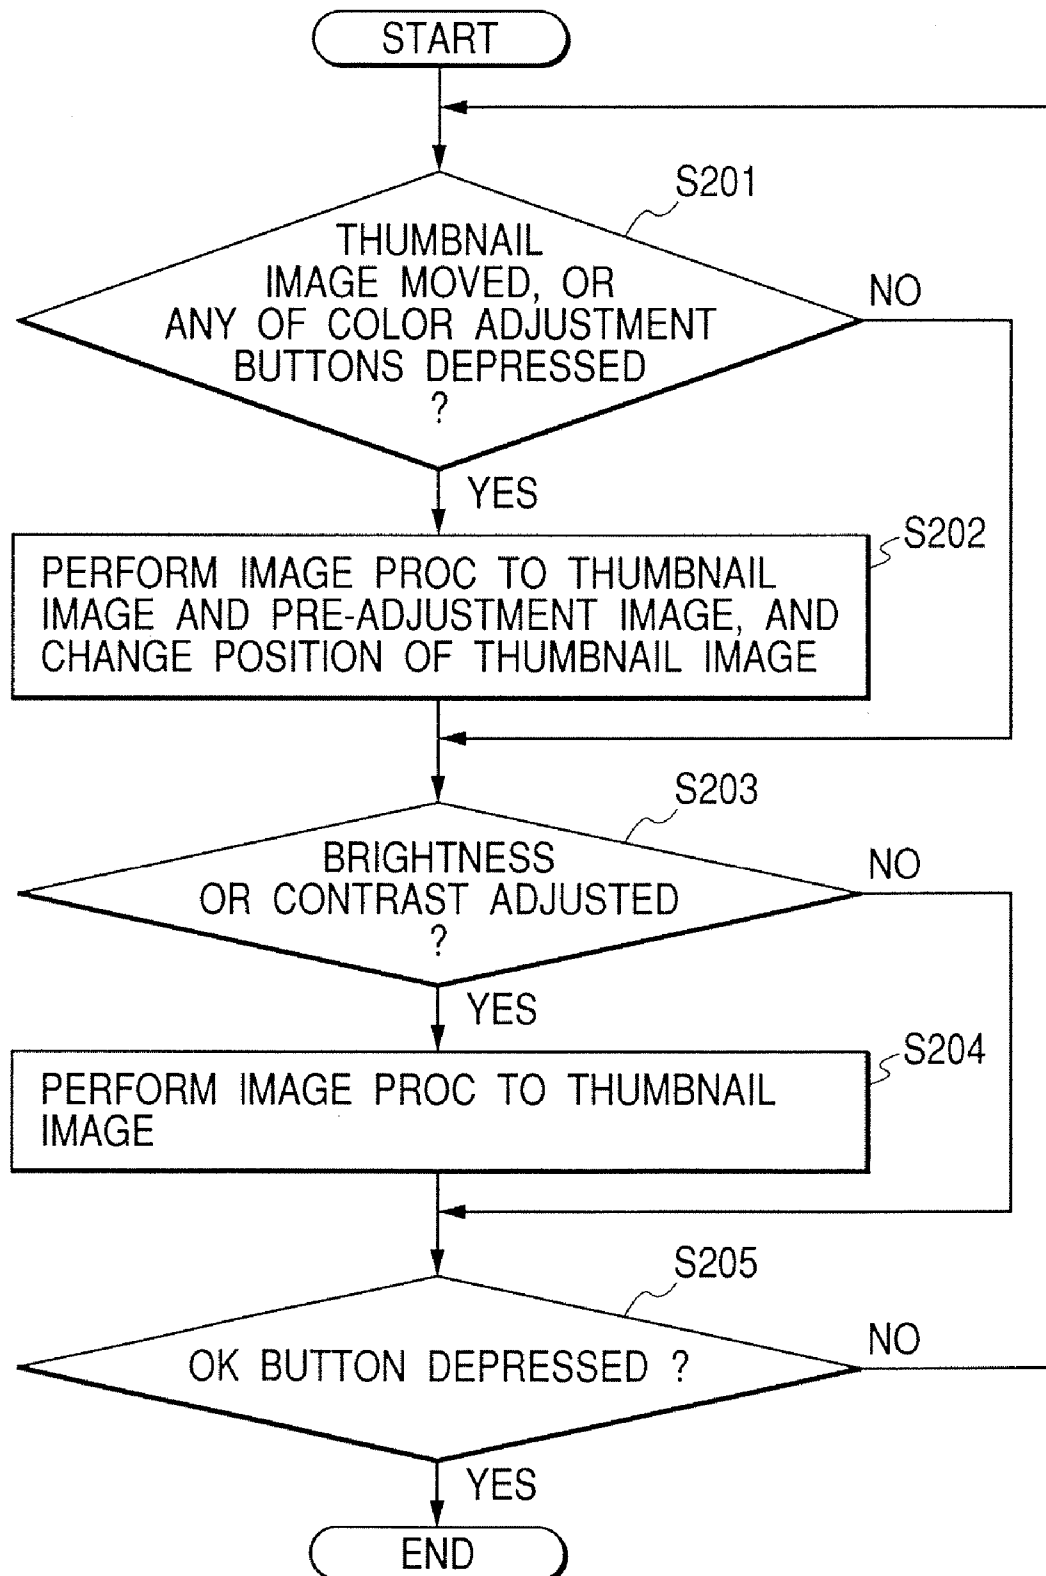 START
S201
THUMBNAIL
IMAGE MOVED, OR
ANY OF COLOR ADJUSTMENT
BUTTONS DEPRESSED
?
NO
YES
S202
PERFORM IMAGE PROC TO THUMBNAIL
IMAGE AND PRE-ADJUSTMENT IMAGE, AND
CHANGE POSITION OF THUMBNAIL IMAGE
S203
BRIGHTNESS
OR CONTRAST ADJUSTED
?
NO
YES
S204
PERFORM IMAGE PROC TO THUMBNAIL
IMAGE
S205
OK BUTTON DEPRESSED ?
NO
YES
END